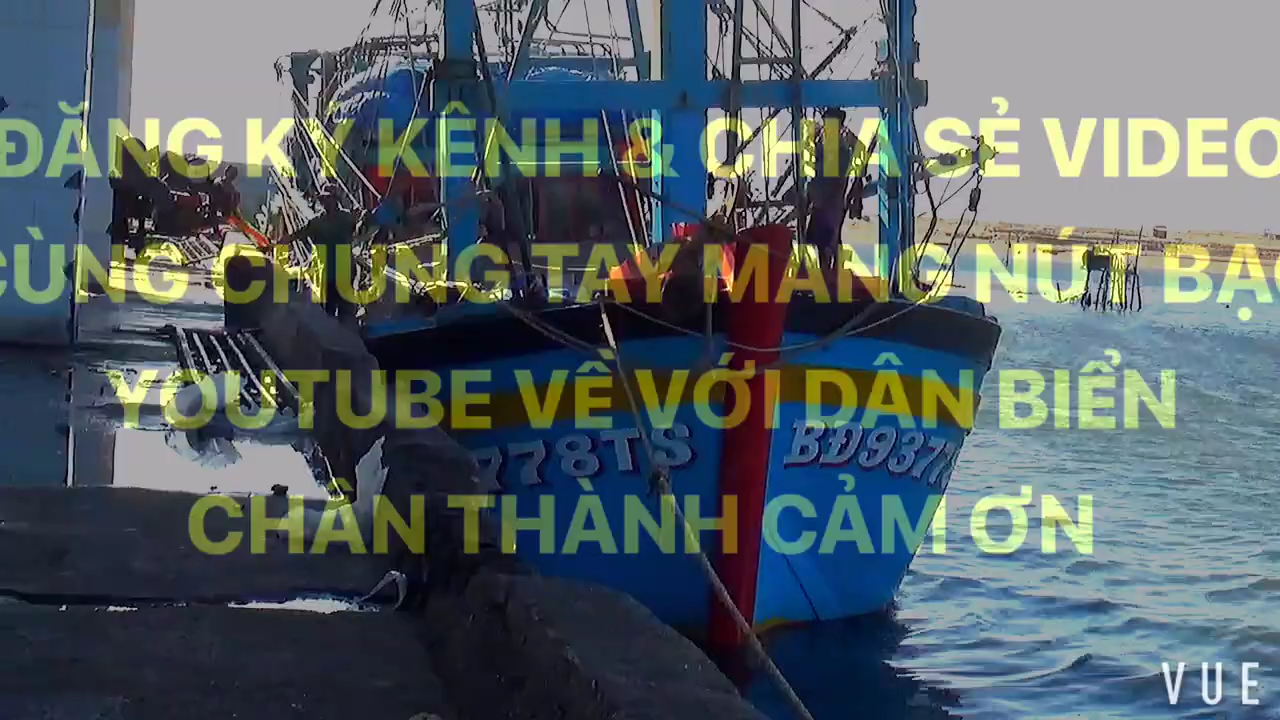 ĐĂNG KÝ KÊNH & CHIA SẺ VIDEO
CÙNG CHUNG TAY MANG NÚT BẠC
YOUTUBE VỀ VỚI DÂN BIỂN
778TS
CHÂN THÀNH CẢM ƠN
VUE